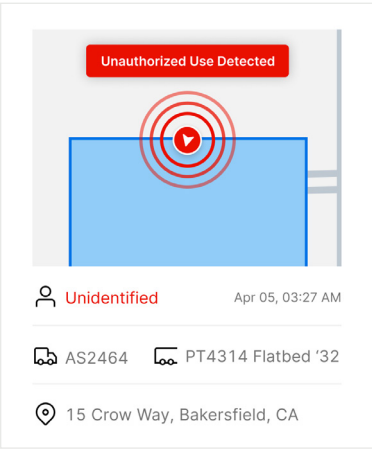 Unauthorized Use Detected
Unidentified Apr 05, 03:27 AM
AS2464 PT4314 Flatbed ’32
15 Crow Way, Bakersfield, CA